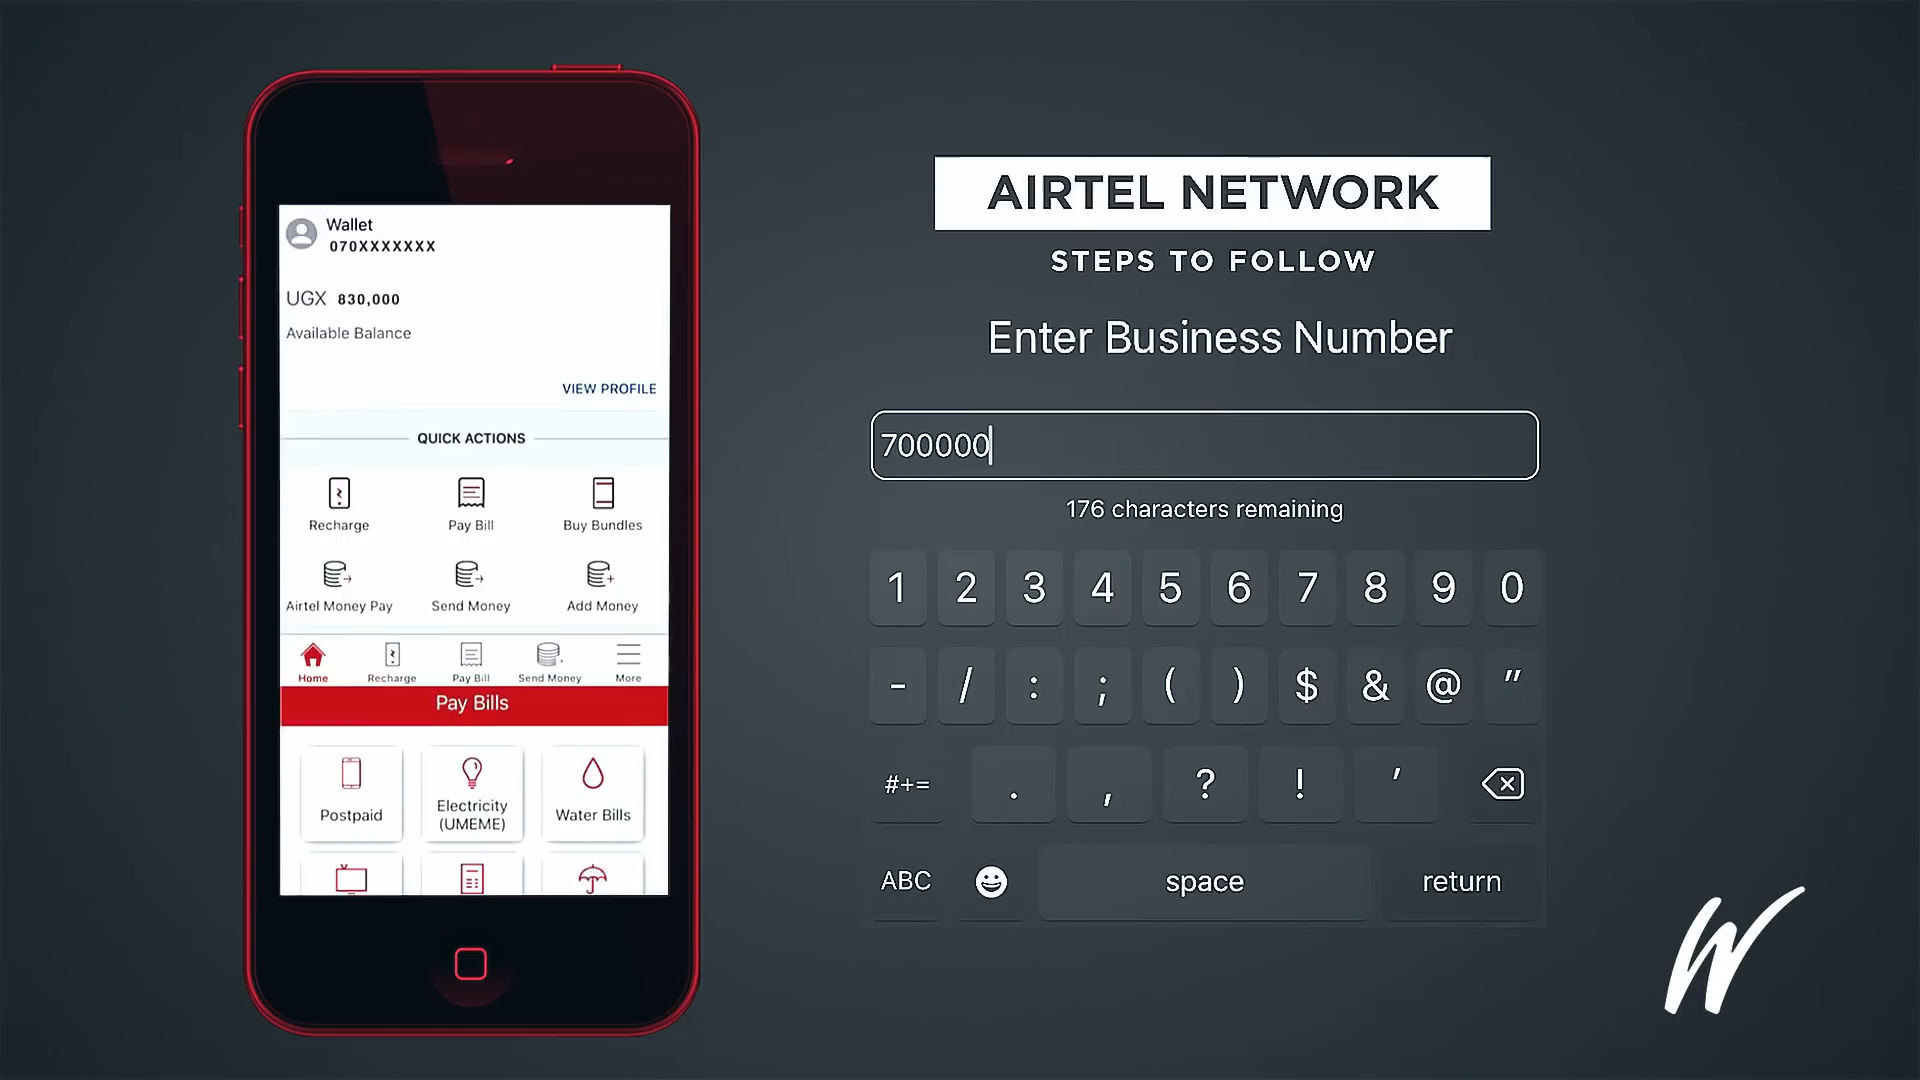 Wallet
070XXXXXXX
UGX 830,000
Available Balance
VIEW PROFILE
QUICK ACTIONS
Recharge Pay Bill Buy Bundles
Airtel Money Pay Send Money Add Money
Home Recharge Pay Bill Send Money More
Pay Bills
Postpaid Electricity (UMEME) Water Bills
AIRTEL NETWORK
STEPS TO FOLLOW
Enter Business Number
700000
176 characters remaining
1 2 3 4 5 6 7 8 9 0
- / : ; ( ) $ & @ "
#+= . , ? ! '
ABC space return
W